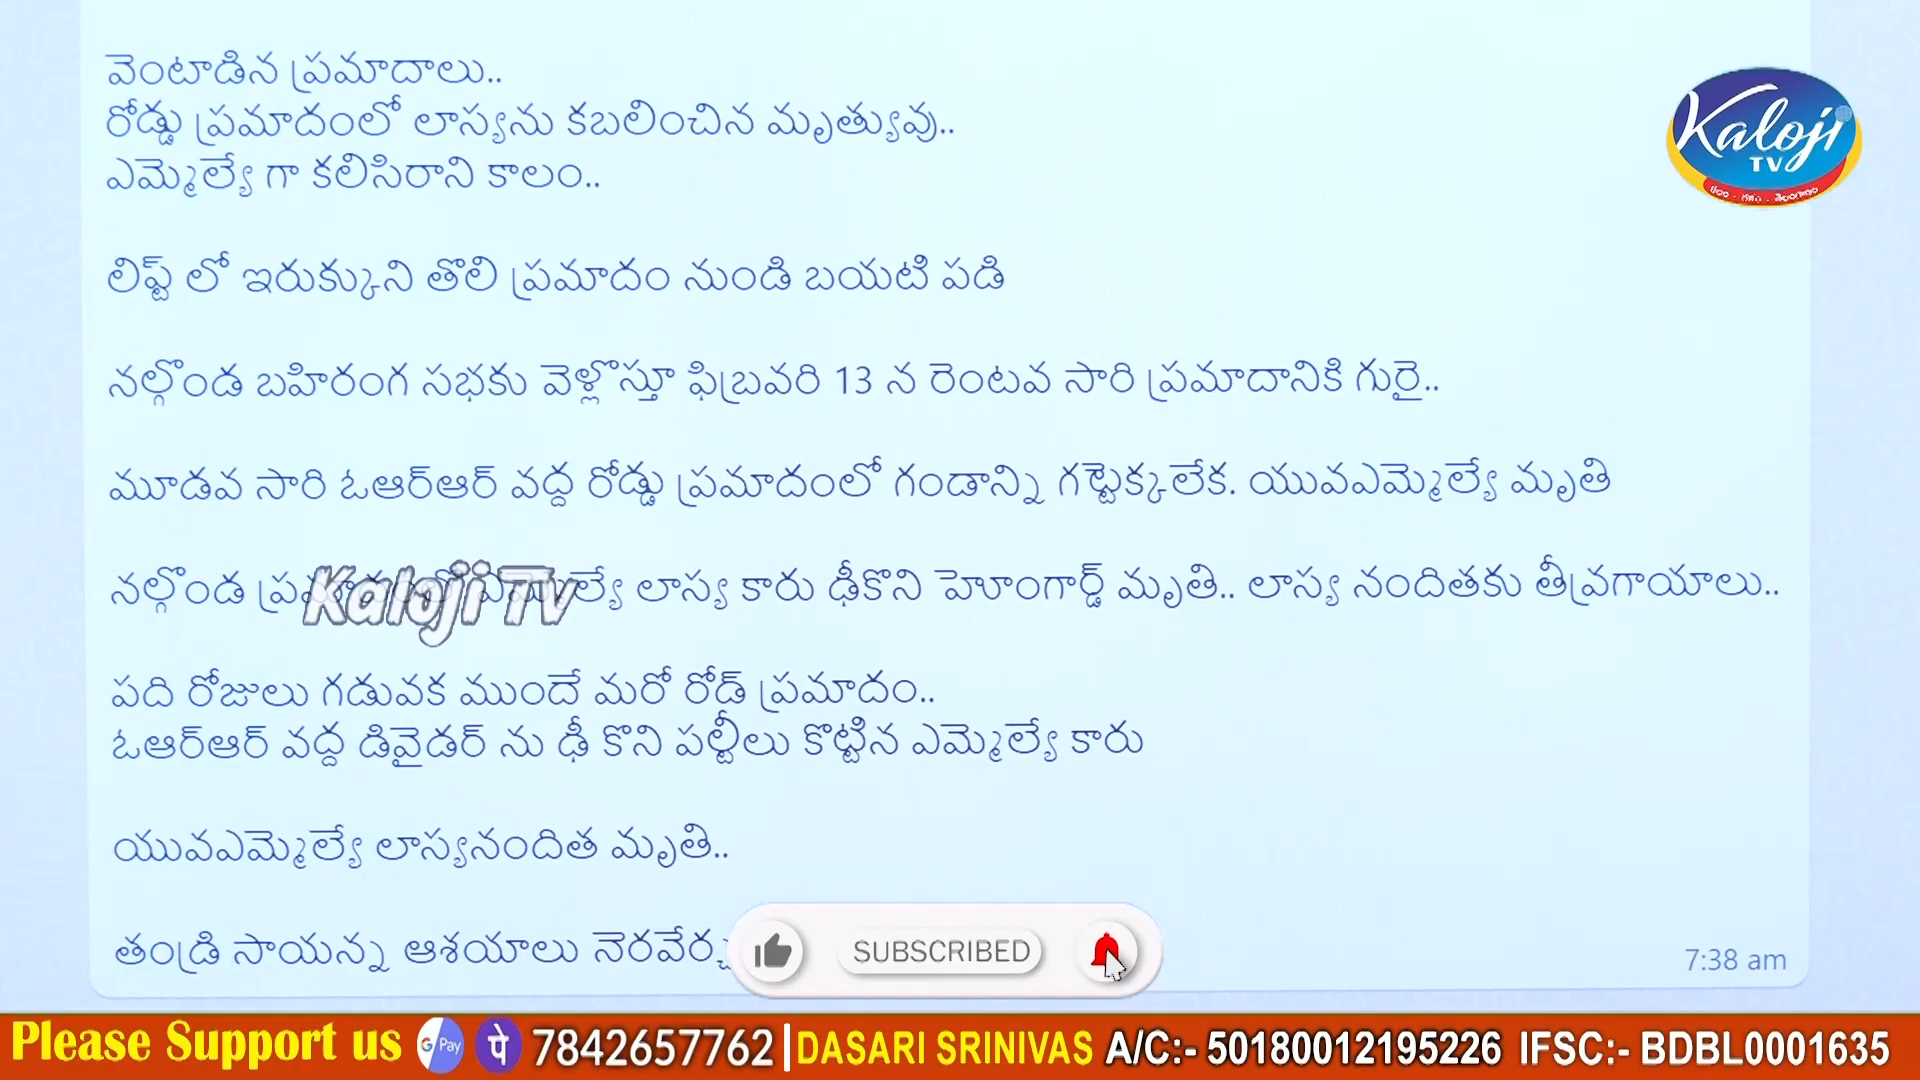 వెంటాడిన ప్రమాదాలు..
రోడ్డు ప్రమాదంలో లాస్యను కబలించిన మృత్యువు..
ఎమ్మెల్యే గా కలిసిరాని కాలం..
లిఫ్ట్ లో ఇరుక్కుని తొలి ప్రమాదం నుండి బయటి పడి
నల్గొండ బహిరంగ సభకు వెళ్లొస్తూ ఫిబ్రవరి 13 న రెంటవ సారి ప్రమాదానికి గురై..
మూడవ సారి ఓఆర్ఆర్ వద్ద రోడ్డు ప్రమాదంలో గండాన్ని గట్టెక్కలేక. యువఎమ్మెల్యే మృతి
నల్గొండ లాస్య కారు ఢీకొని హెూంగార్డ్ మృతి.. లాస్య నందితకు తీవ్రగాయాలు..
Kaloji Tv
పది రోజులు గడువక ముందే మరో రోడ్ ప్రమాదం..
ఓఆర్ఆర్ వద్ద డివైడర్ ను ఢీ కొని పల్టీలు కొట్టిన ఎమ్మెల్యే కారు
యువఎమ్మెల్యే లాస్యనందిత మృతి..
తండ్రి సాయన్న ఆశయాలు
7:38 am
SUBSCRIBED
Kaloji
TV
Please Support us G Pay पे 7842657762 | DASARI SRINIVAS A/C:- 50180012195226 IFSC:- BDBL0001635